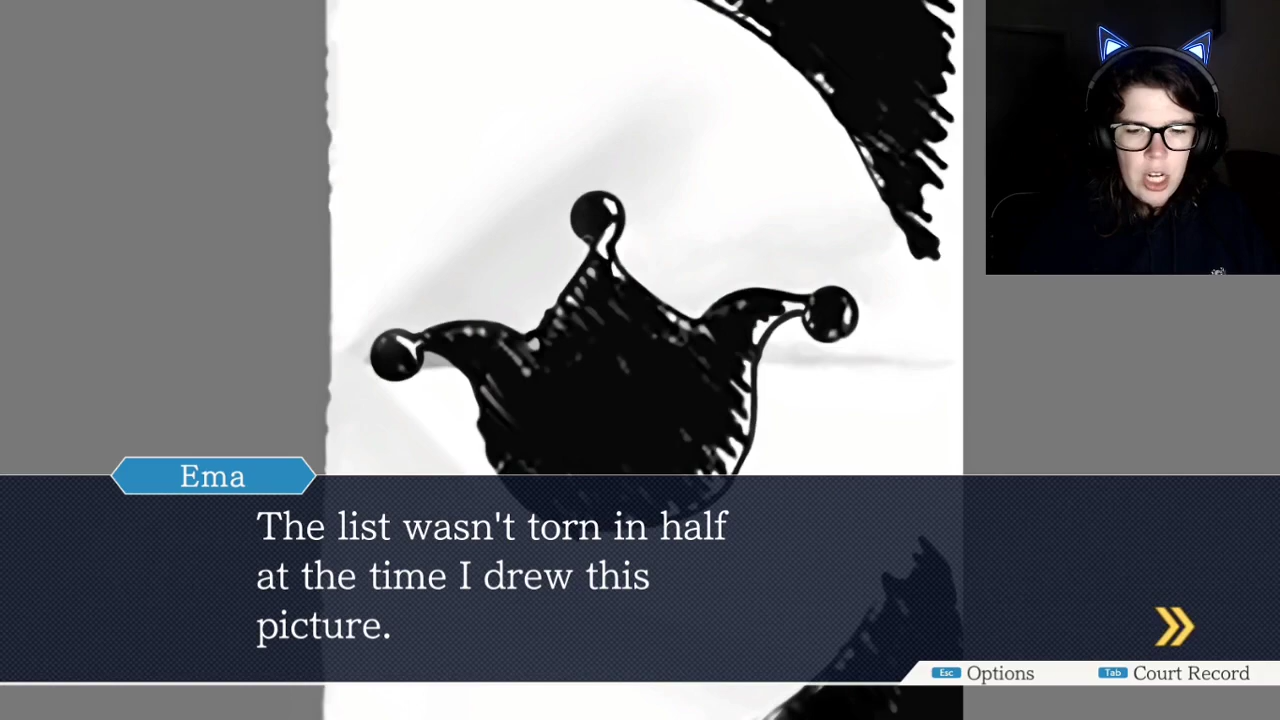 Ema
The list wasn't torn in half
at the time I drew this
picture.
Esc Options Tab Court Record